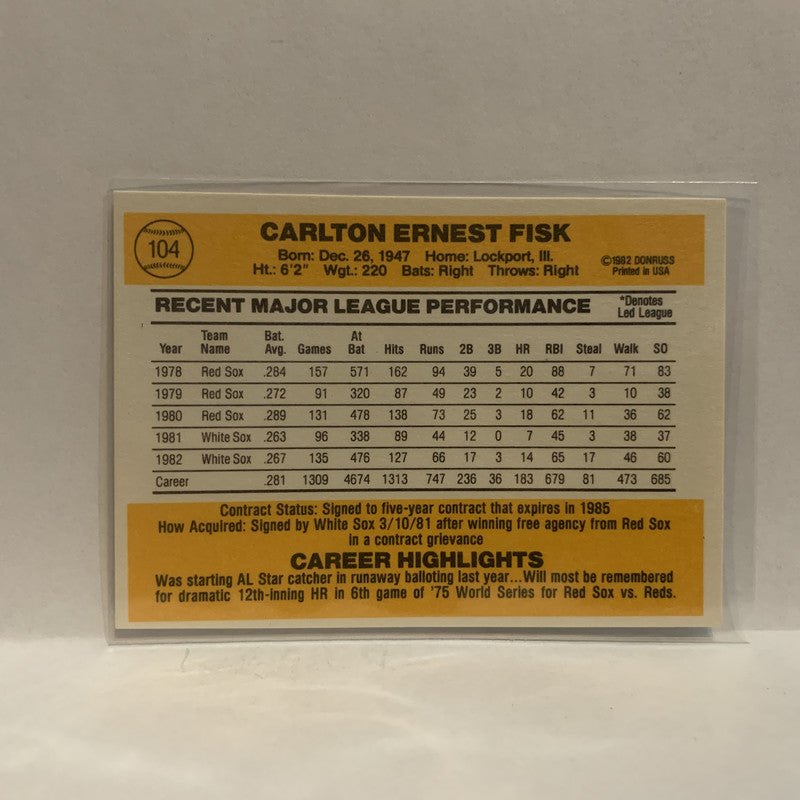 104
CARLTON ERNEST FISK
Born: Dec. 26, 1947 Home: Lockport, Ill.
Ht.: 6'2" Wgt.: 220 Bats: Right Throws: Right
©1982 DONRUSS
Printed in USA
RECENT MAJOR LEAGUE PERFORMANCE
*Denotes
Led League
Year Team Name Bat. Avg. Games At Bat Hits Runs 2B 3B HR RBI Steal Walk SO
1978 Red Sox .284 157 571 162 94 39 5 20 88 7 71 83
1979 Red Sox .272 91 320 87 49 23 2 10 42 3 10 38
1980 Red Sox .289 131 478 138 73 25 3 18 62 11 36 62
1981 White Sox .263 96 338 89 44 12 0 7 45 3 38 37
1982 White Sox .267 135 476 127 66 17 3 14 65 17 46 60
Career .281 1309 4674 1313 747 236 36 183 679 81 473 685
Contract Status: Signed to five-year contract that expires in 1985
How Acquired: Signed by White Sox 3/10/81 after winning free agency from Red Sox
in a contract grievance
CAREER HIGHLIGHTS
Was starting AL Star catcher in runaway balloting last year...Will most be remembered
for dramatic 12th-inning HR in 6th game of '75 World Series for Red Sox vs. Reds.